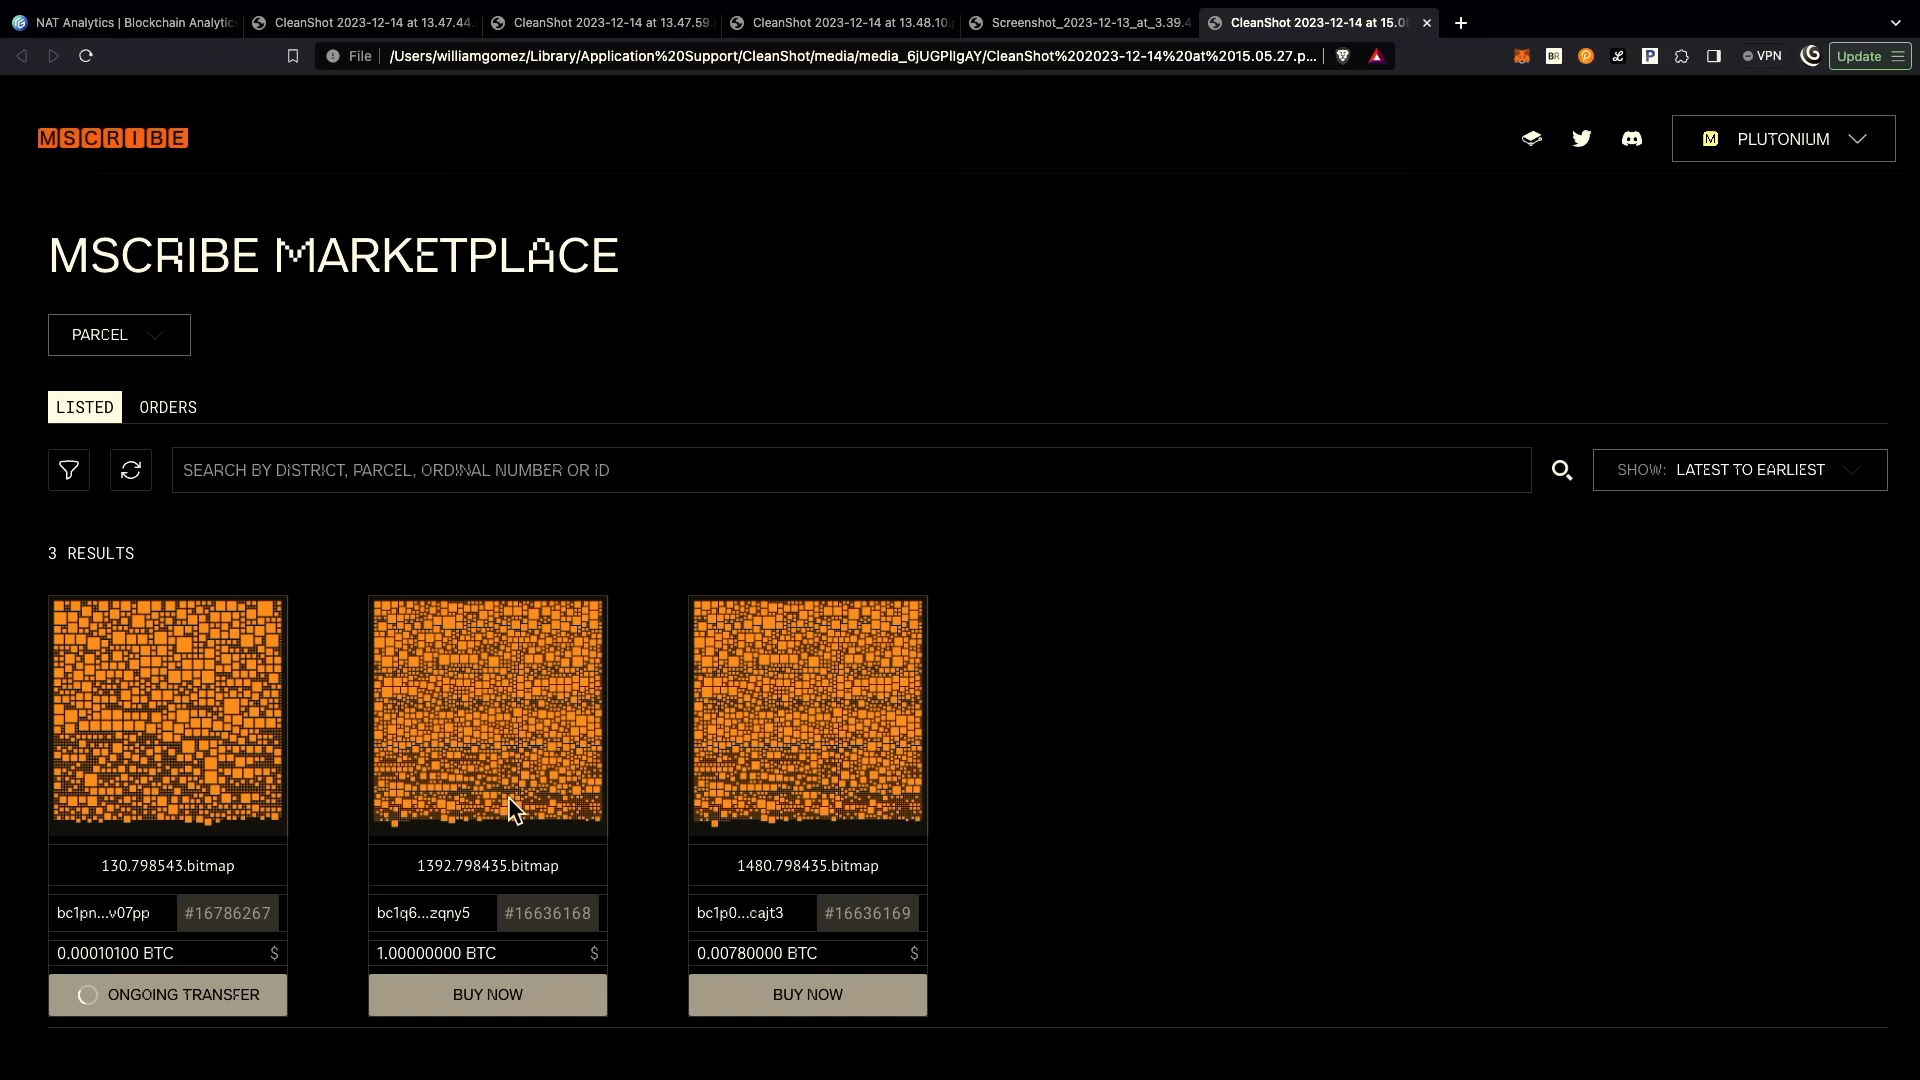 NAT Analytics | Blockchain Analytics
CleanShot 2023-12-14 at 13.47.44.
CleanShot 2023-12-14 at 13.47.59.
CleanShot 2023-12-14 at 13.48.10.
Screenshot_2023-12-13_at_3.39.4
CleanShot 2023-12-14 at 15.05
File
/Users/williamgomez/Library/Application%20Support/CleanShot/media/media_6jUGPlIgAY/CleanShot%202023-12-14%20at%2015.05.27.p...
BR
P
VPN
Update
MSCRIBE
M PLUTONIUM
MSCRIBE MARKETPLACE
PARCEL
LISTED ORDERS
SEARCH BY DISTRICT, PARCEL, ORDINAL NUMBER OR ID
SHOW: LATEST TO EARLIEST
3 RESULTS
130.798543.bitmap
bc1pn...v07pp #16786267
0.00010100 BTC $
ONGOING TRANSFER
1392.798435.bitmap
bc1q6...zqny5 #16636168
1.00000000 BTC $
BUY NOW
1480.798435.bitmap
bc1p0...cajt3 #16636169
0.00780000 BTC $
BUY NOW